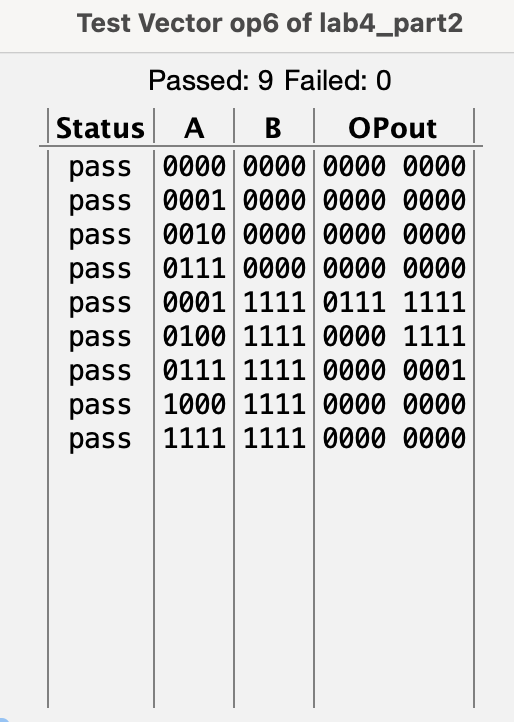 Test Vector op6 of lab4_part2
Passed: 9 Failed: 0
Status A B OPout
pass 0000 0000 0000 0000
pass 0001 0000 0000 0000
pass 0010 0000 0000 0000
pass 0111 0000 0000 0000
pass 0001 1111 0111 1111
pass 0100 1111 0000 1111
pass 0111 1111 0000 0001
pass 1000 1111 0000 0000
pass 1111 1111 0000 0000